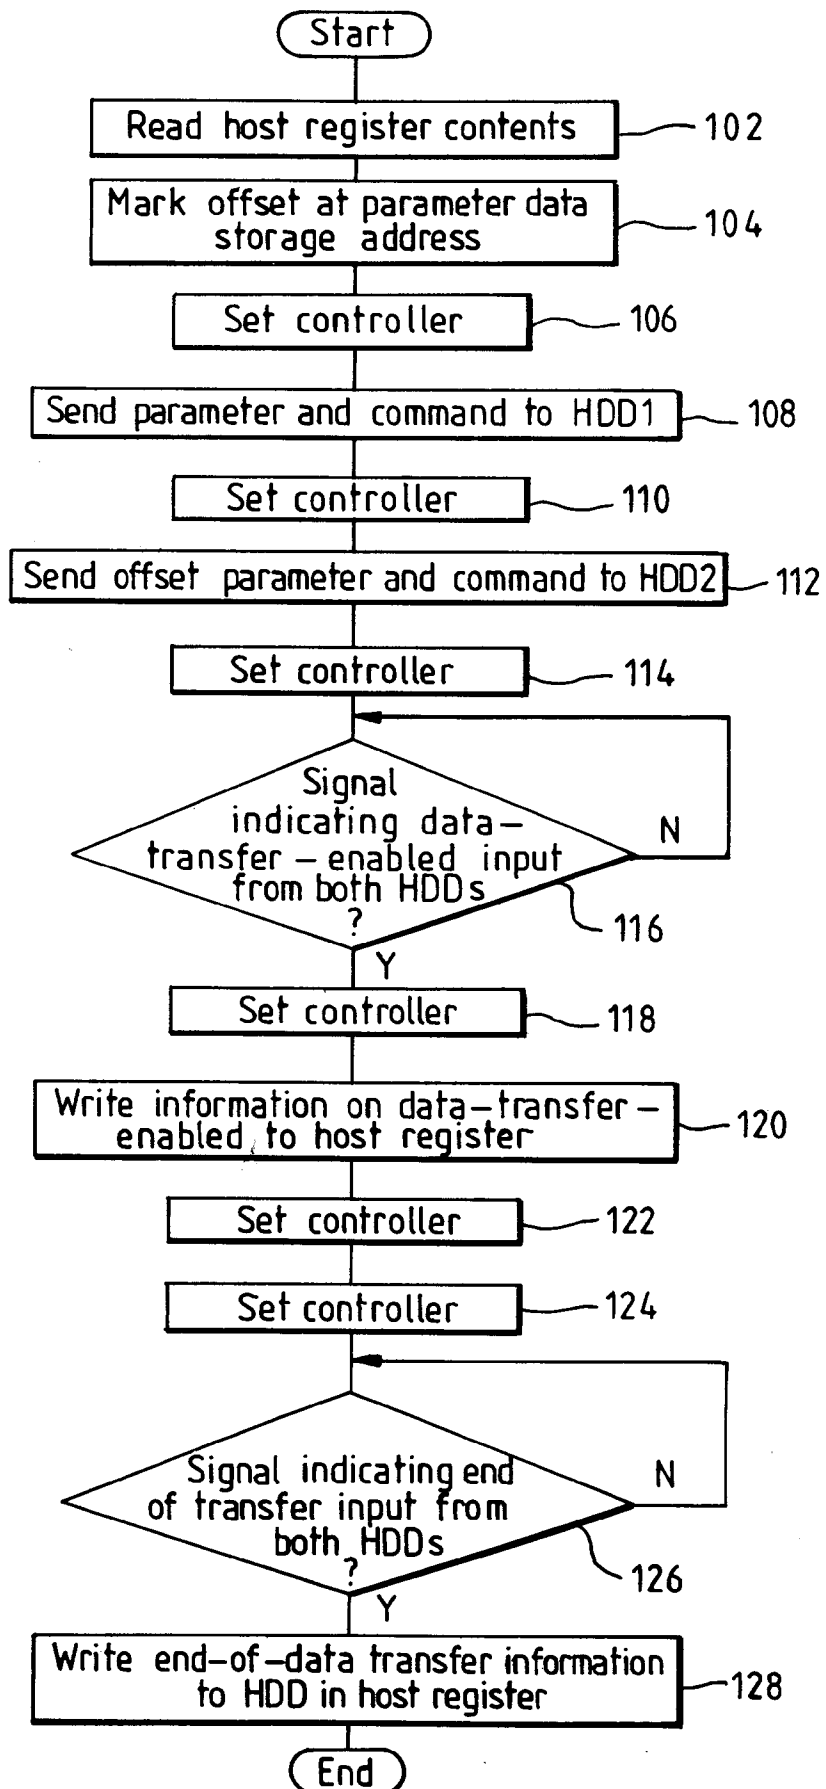 Start
Read host register contents
102
Mark offset at parameter data
storage address
104
Set controller
106
Send parameter and command to HDD1
108
Set controller
110
Send offset parameter and command to HDD2
112
Set controller
114
Signal
indicating data-
transfer-enabled input
from both HDDs
?
N
116
Y
Set controller
118
Write information on data-transfer-
enabled to host register
120
Set controller
122
Set controller
124
Signal indicating end
of transfer input from
both HDDs
?
N
126
Y
Write end-of-data transfer information
to HDD in host register
128
End